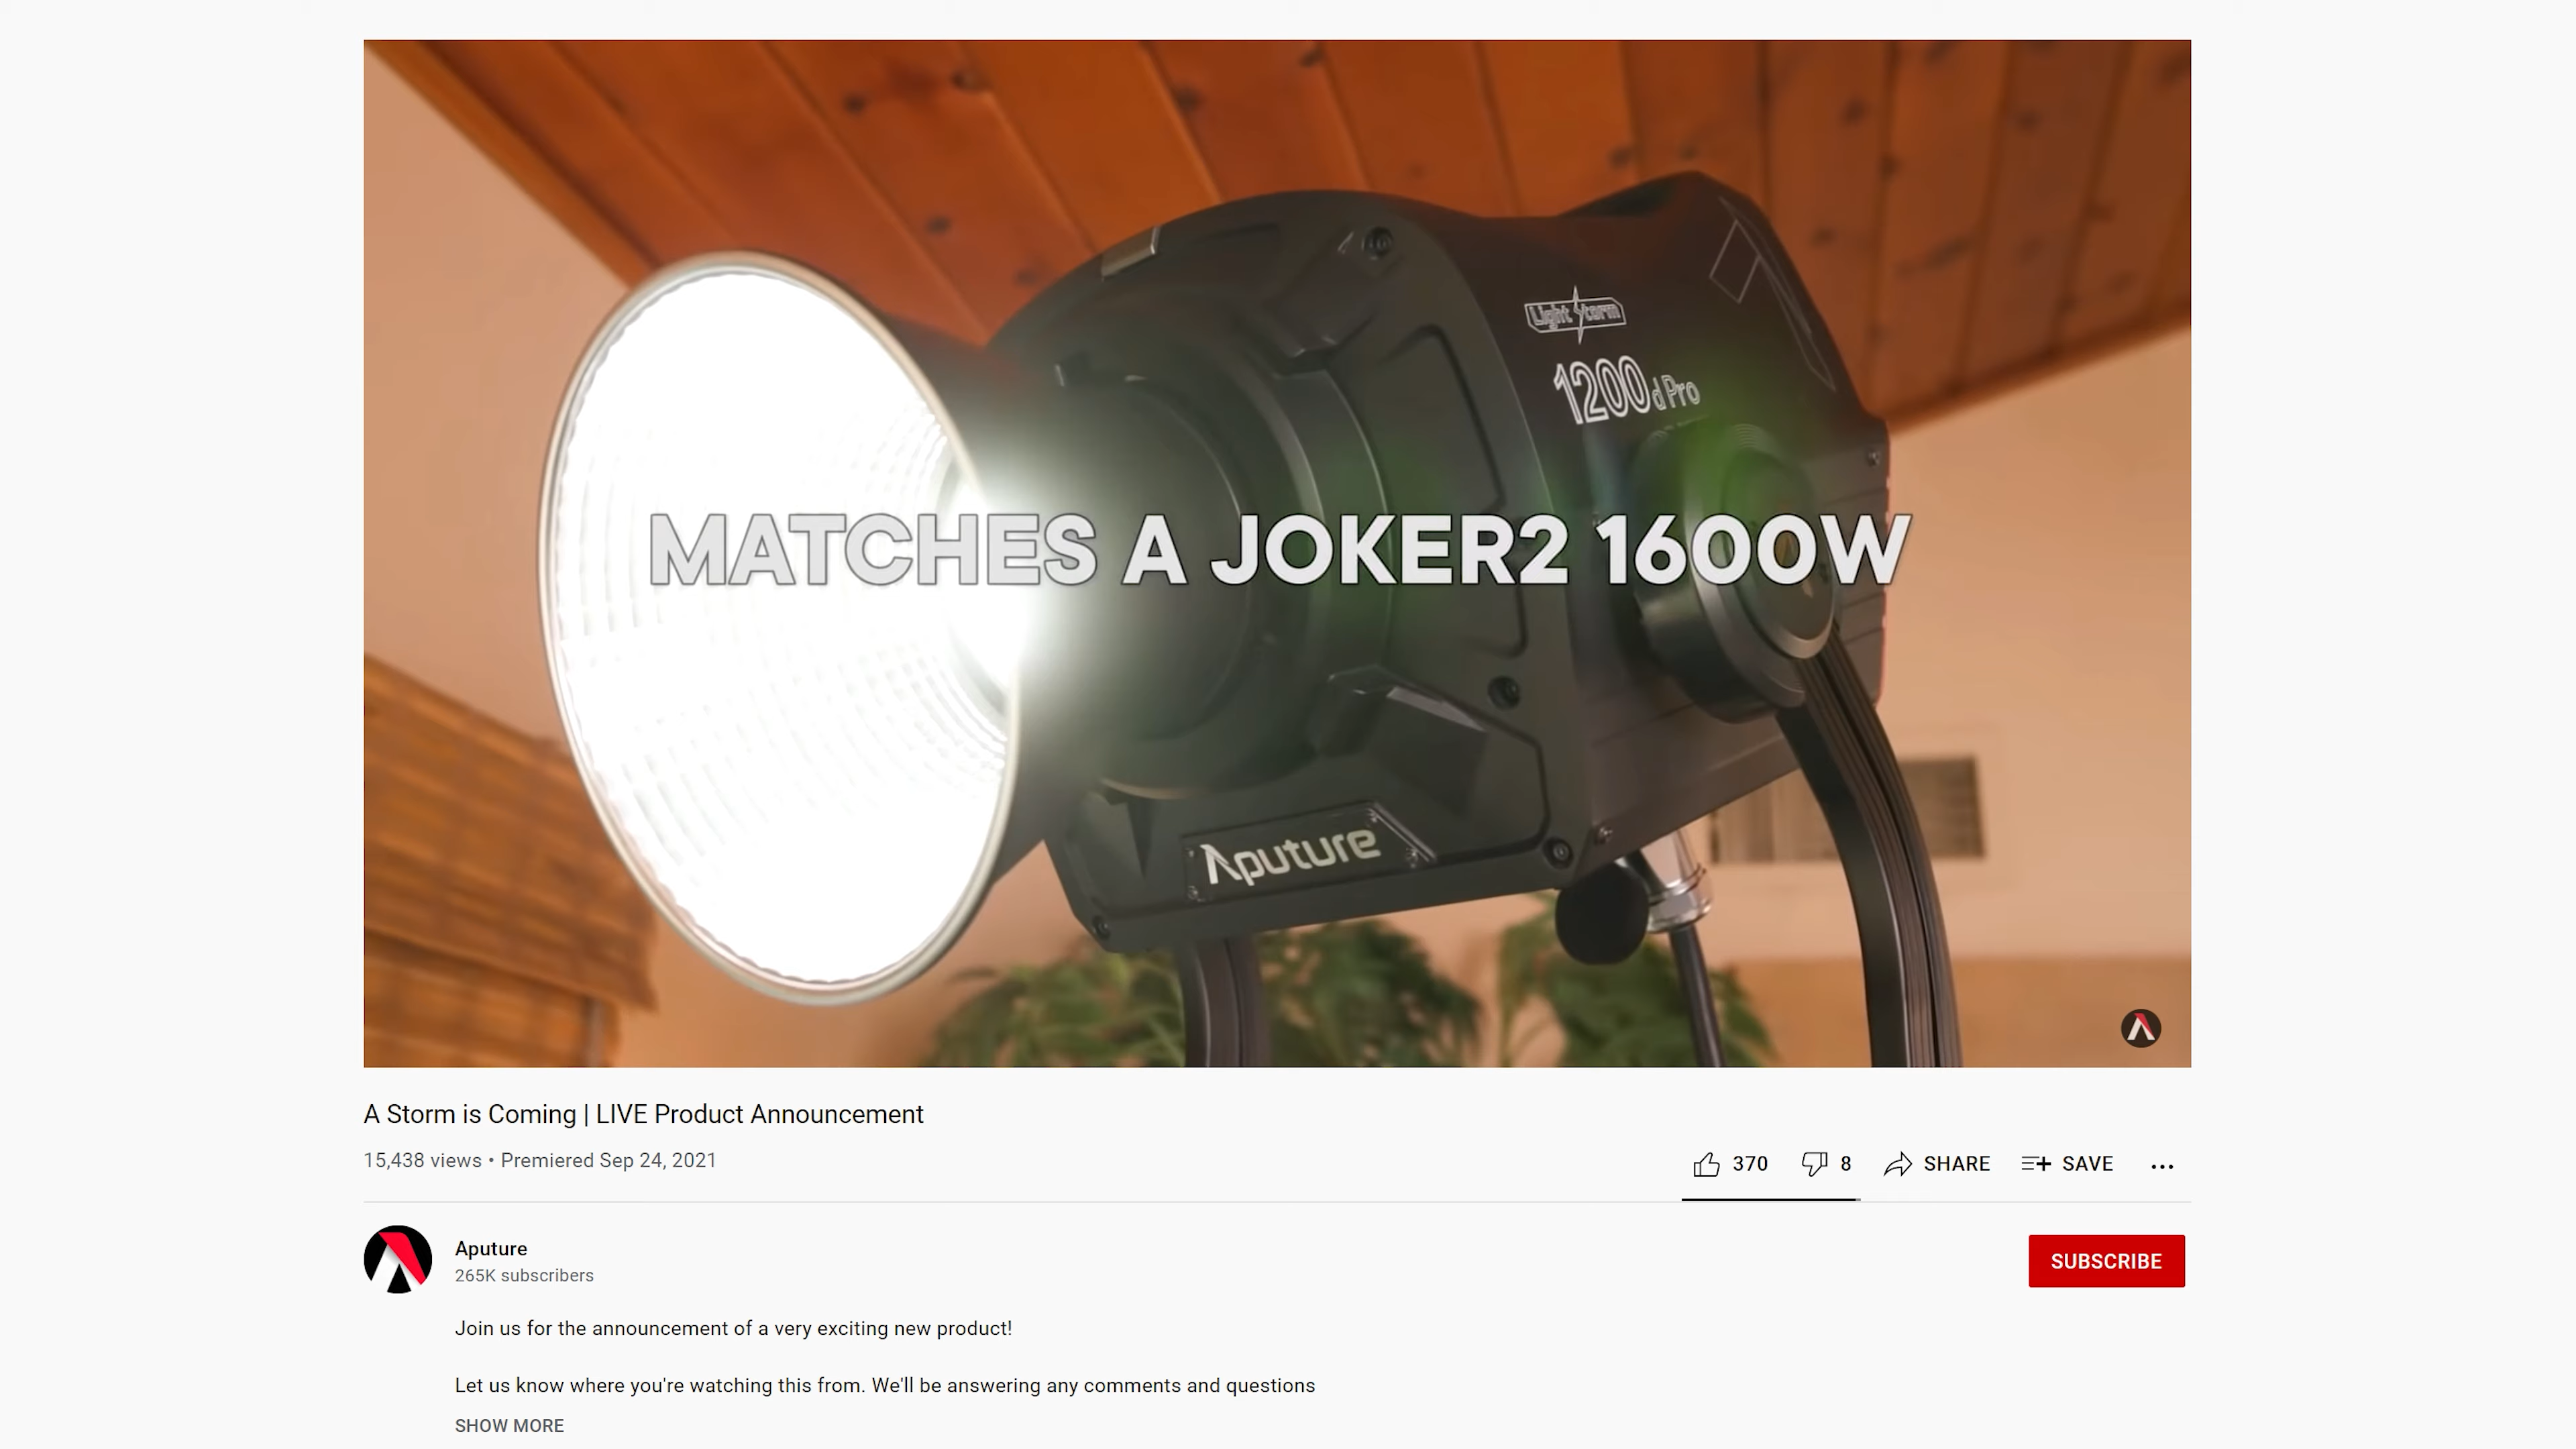 Light Storm
1200d Pro
MATCHES A JOKER2 1600W
Aputure
A Storm is Coming | LIVE Product Announcement
15,438 views • Premiered Sep 24, 2021
370 8 SHARE SAVE ...
Aputure
265K subscribers
SUBSCRIBE
Join us for the announcement of a very exciting new product!
Let us know where you're watching this from. We'll be answering any comments and questions
SHOW MORE